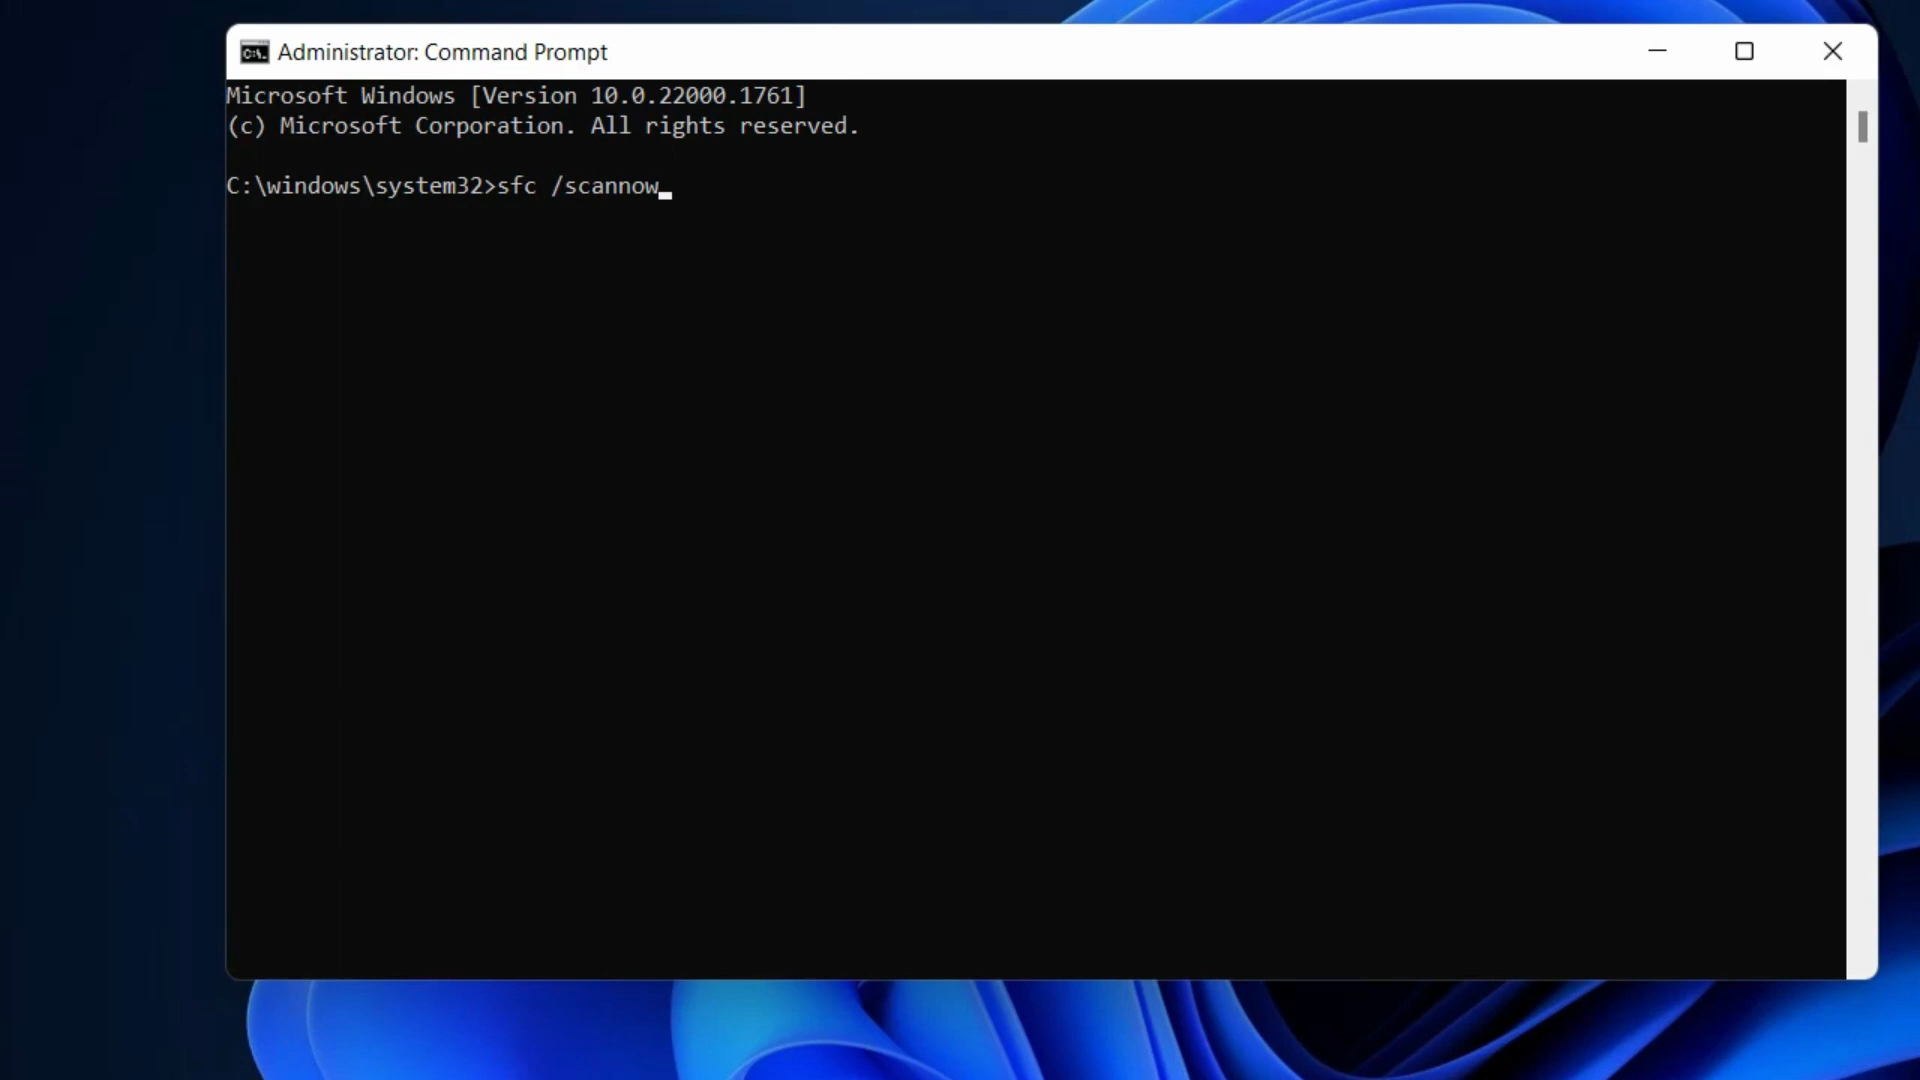 Administrator: Command Prompt
Microsoft Windows [Version 10.0.22000.1761]
(c) Microsoft Corporation. All rights reserved.
C:\windows\system32>sfc /scannow